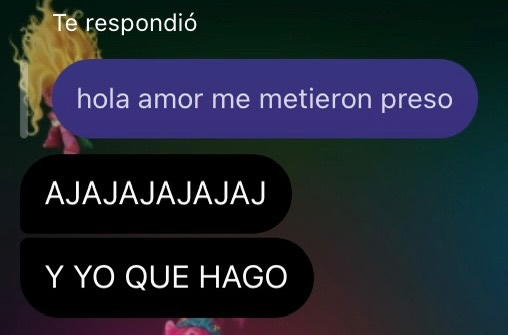 Te respondió
hola amor me metieron preso
AJAJAJAJAJAJ
Y YO QUE HAGO